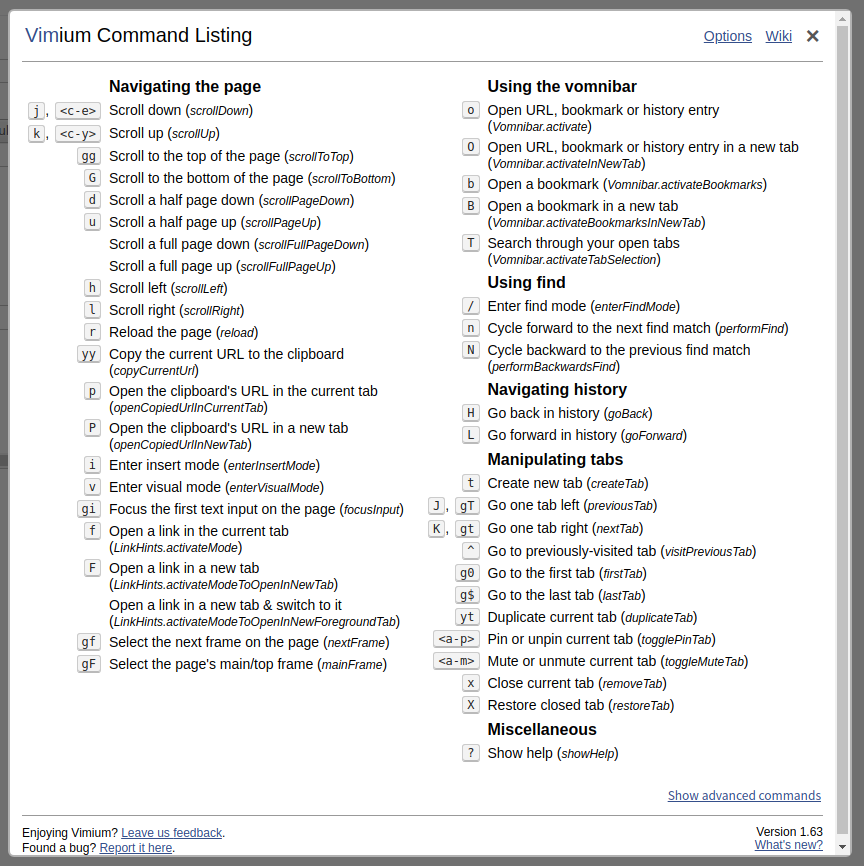 Vimium Command Listing
Options Wiki ✕
Navigating the page
j, <c-e> Scroll down (scrollDown)
k, <c-y> Scroll up (scrollUp)
gg Scroll to the top of the page (scrollToTop)
G Scroll to the bottom of the page (scrollToBottom)
d Scroll a half page down (scrollPageDown)
u Scroll a half page up (scrollPageUp)
Scroll a full page down (scrollFullPageDown)
Scroll a full page up (scrollFullPageUp)
h Scroll left (scrollLeft)
l Scroll right (scrollRight)
r Reload the page (reload)
yy Copy the current URL to the clipboard
(copyCurrentUrl)
p Open the clipboard's URL in the current tab
(openCopiedUrlInCurrentTab)
P Open the clipboard's URL in a new tab
(openCopiedUrlInNewTab)
i Enter insert mode (enterInsertMode)
v Enter visual mode (enterVisualMode)
gi Focus the first text input on the page (focusInput)
f Open a link in the current tab
(LinkHints.activateMode)
F Open a link in a new tab
(LinkHints.activateModeToOpenInNewTab)
Open a link in a new tab & switch to it
(LinkHints.activateModeToOpenInNewForegroundTab)
gf Select the next frame on the page (nextFrame)
gF Select the page's main/top frame (mainFrame)
Using the vomnibar
o Open URL, bookmark or history entry
(Vomnibar.activate)
O Open URL, bookmark or history entry in a new tab
(Vomnibar.activateInNewTab)
b Open a bookmark (Vomnibar.activateBookmarks)
B Open a bookmark in a new tab
(Vomnibar.activateBookmarksInNewTab)
T Search through your open tabs
(Vomnibar.activateTabSelection)
Using find
/ Enter find mode (enterFindMode)
n Cycle forward to the next find match (performFind)
N Cycle backward to the previous find match
(performBackwardsFind)
Navigating history
H Go back in history (goBack)
L Go forward in history (goForward)
Manipulating tabs
t Create new tab (createTab)
J, gT Go one tab left (previousTab)
K, gt Go one tab right (nextTab)
^ Go to previously-visited tab (visitPreviousTab)
g0 Go to the first tab (firstTab)
g$ Go to the last tab (lastTab)
yt Duplicate current tab (duplicateTab)
<a-p> Pin or unpin current tab (togglePinTab)
<a-m> Mute or unmute current tab (toggleMuteTab)
x Close current tab (removeTab)
X Restore closed tab (restoreTab)
Miscellaneous
? Show help (showHelp)
Show advanced commands
Enjoying Vimium? Leave us feedback.
Found a bug? Report it here.
Version 1.63
What's new?